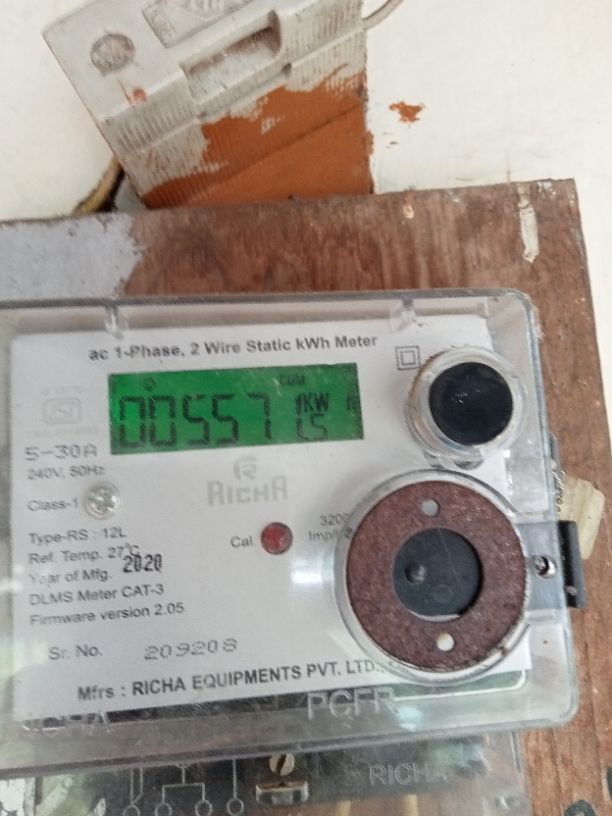 ac 1-Phase, 2 Wire Static kWh Meter
CUM
00557
5-30A
240V, 50Hz
RICHA
Class-1
3200
Cal
Type-RS : 12L
Ref. Temp. 27°C
Year of Mfg. 2020
DLMS Meter CAT-3
Firmware version 2.05
Sr. No. 209208
Mfrs : RICHA EQUIPMENTS PVT. LTD.
RICHA